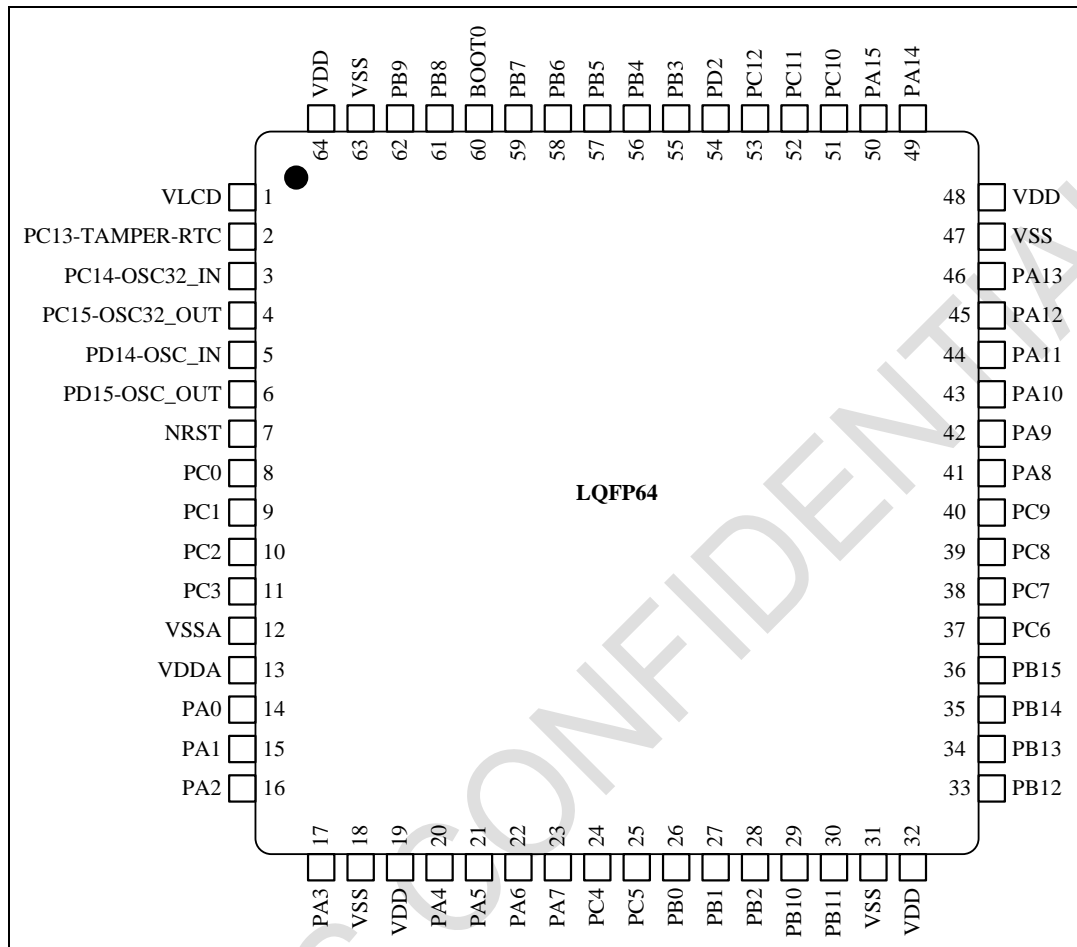 VDD
VSS
PB9
PB8
BOOT0
PB7
PB6
PB5
PB4
PB3
PD2
PC12
PC11
PC10
PA15
PA14
64
63
62
61
60
59
58
57
56
55
54
53
52
51
50
49
VLCD 1
PC13-TAMPER-RTC 2
PC14-OSC32_IN 3
PC15-OSC32_OUT 4
PD14-OSC_IN 5
PD15-OSC_OUT 6
NRST 7
PC0 8
PC1 9
PC2 10
PC3 11
VSSA 12
VDDA 13
PA0 14
PA1 15
PA2 16
LQFP64
48 VDD
47 VSS
46 PA13
45 PA12
44 PA11
43 PA10
42 PA9
41 PA8
40 PC9
39 PC8
38 PC7
37 PC6
36 PB15
35 PB14
34 PB13
33 PB12
17
18
19
20
21
22
23
24
25
26
27
28
29
30
31
32
PA3
VSS
VDD
PA4
PA5
PA6
PA7
PC4
PC5
PB0
PB1
PB2
PB10
PB11
VSS
VDD
CONFIDENTIAL